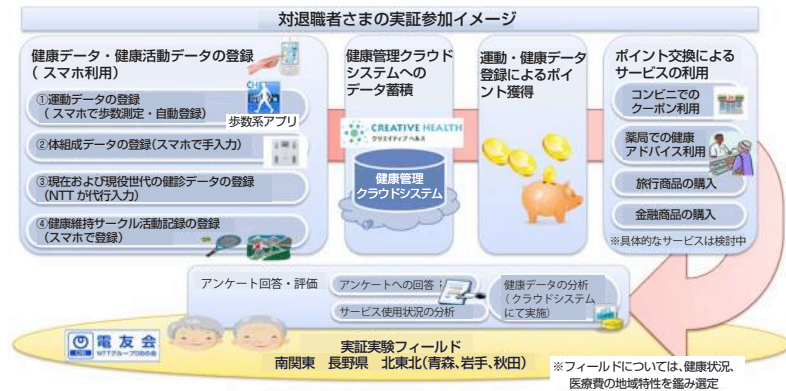 対退職者さまの実証参加イメージ
健康データ・健康活動データの登録
( スマホ利用)
①運動データの登録
( スマホで歩数測定・自動登録)
歩数系アプリ
②体組成データの登録(スマホで手入力)
③現在および現役世代の健診データの登録
(NTT が代行入力)
④健康維持サークル活動記録の登録
(スマホで登録)
健康管理クラウド
システムへの
データ蓄積
CREATIVE HEALTH
クリエイティブ ヘルス
健康管理
クラウドシステム
運動・健康データ
登録によるポイ
ント獲得
ポイント交換による
サービスの利用
コンビニでの
クーポン利用
薬局での健康
アドバイス利用
旅行商品の購入
金融商品の購入
※具体的なサービスは検討中
アンケート回答・評価
アンケートへの回答
サービス使用状況の分析
健康データの分析
(クラウドシステム
にて実施)
電友会
NTTグループOBの会
実証実験フィールド
南関東 長野県 北東北(青森、岩手、秋田)
※フィールドについては、健康状況、
医療費の地域特性を鑑み選定